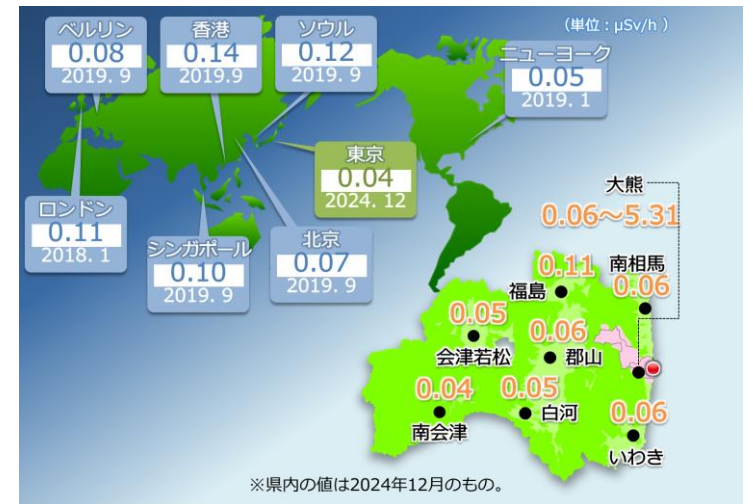 （単位：μSv/h ）
ベルリン
0.08
2019. 9
香港
0.14
2019.9
ソウル
0.12
2019. 9
ニューヨーク
0.05
2019. 1
東京
0.04
2024. 12
ロンドン
0.11
2018. 1
シンガポール
0.10
2019. 9
北京
0.07
2019. 9
大熊
0.06～5.31
0.11
福島
南相馬
0.06
0.05
会津若松
0.06
郡山
0.04
南会津
0.05
白河
0.06
いわき
※県内の値は2024年12月のもの。